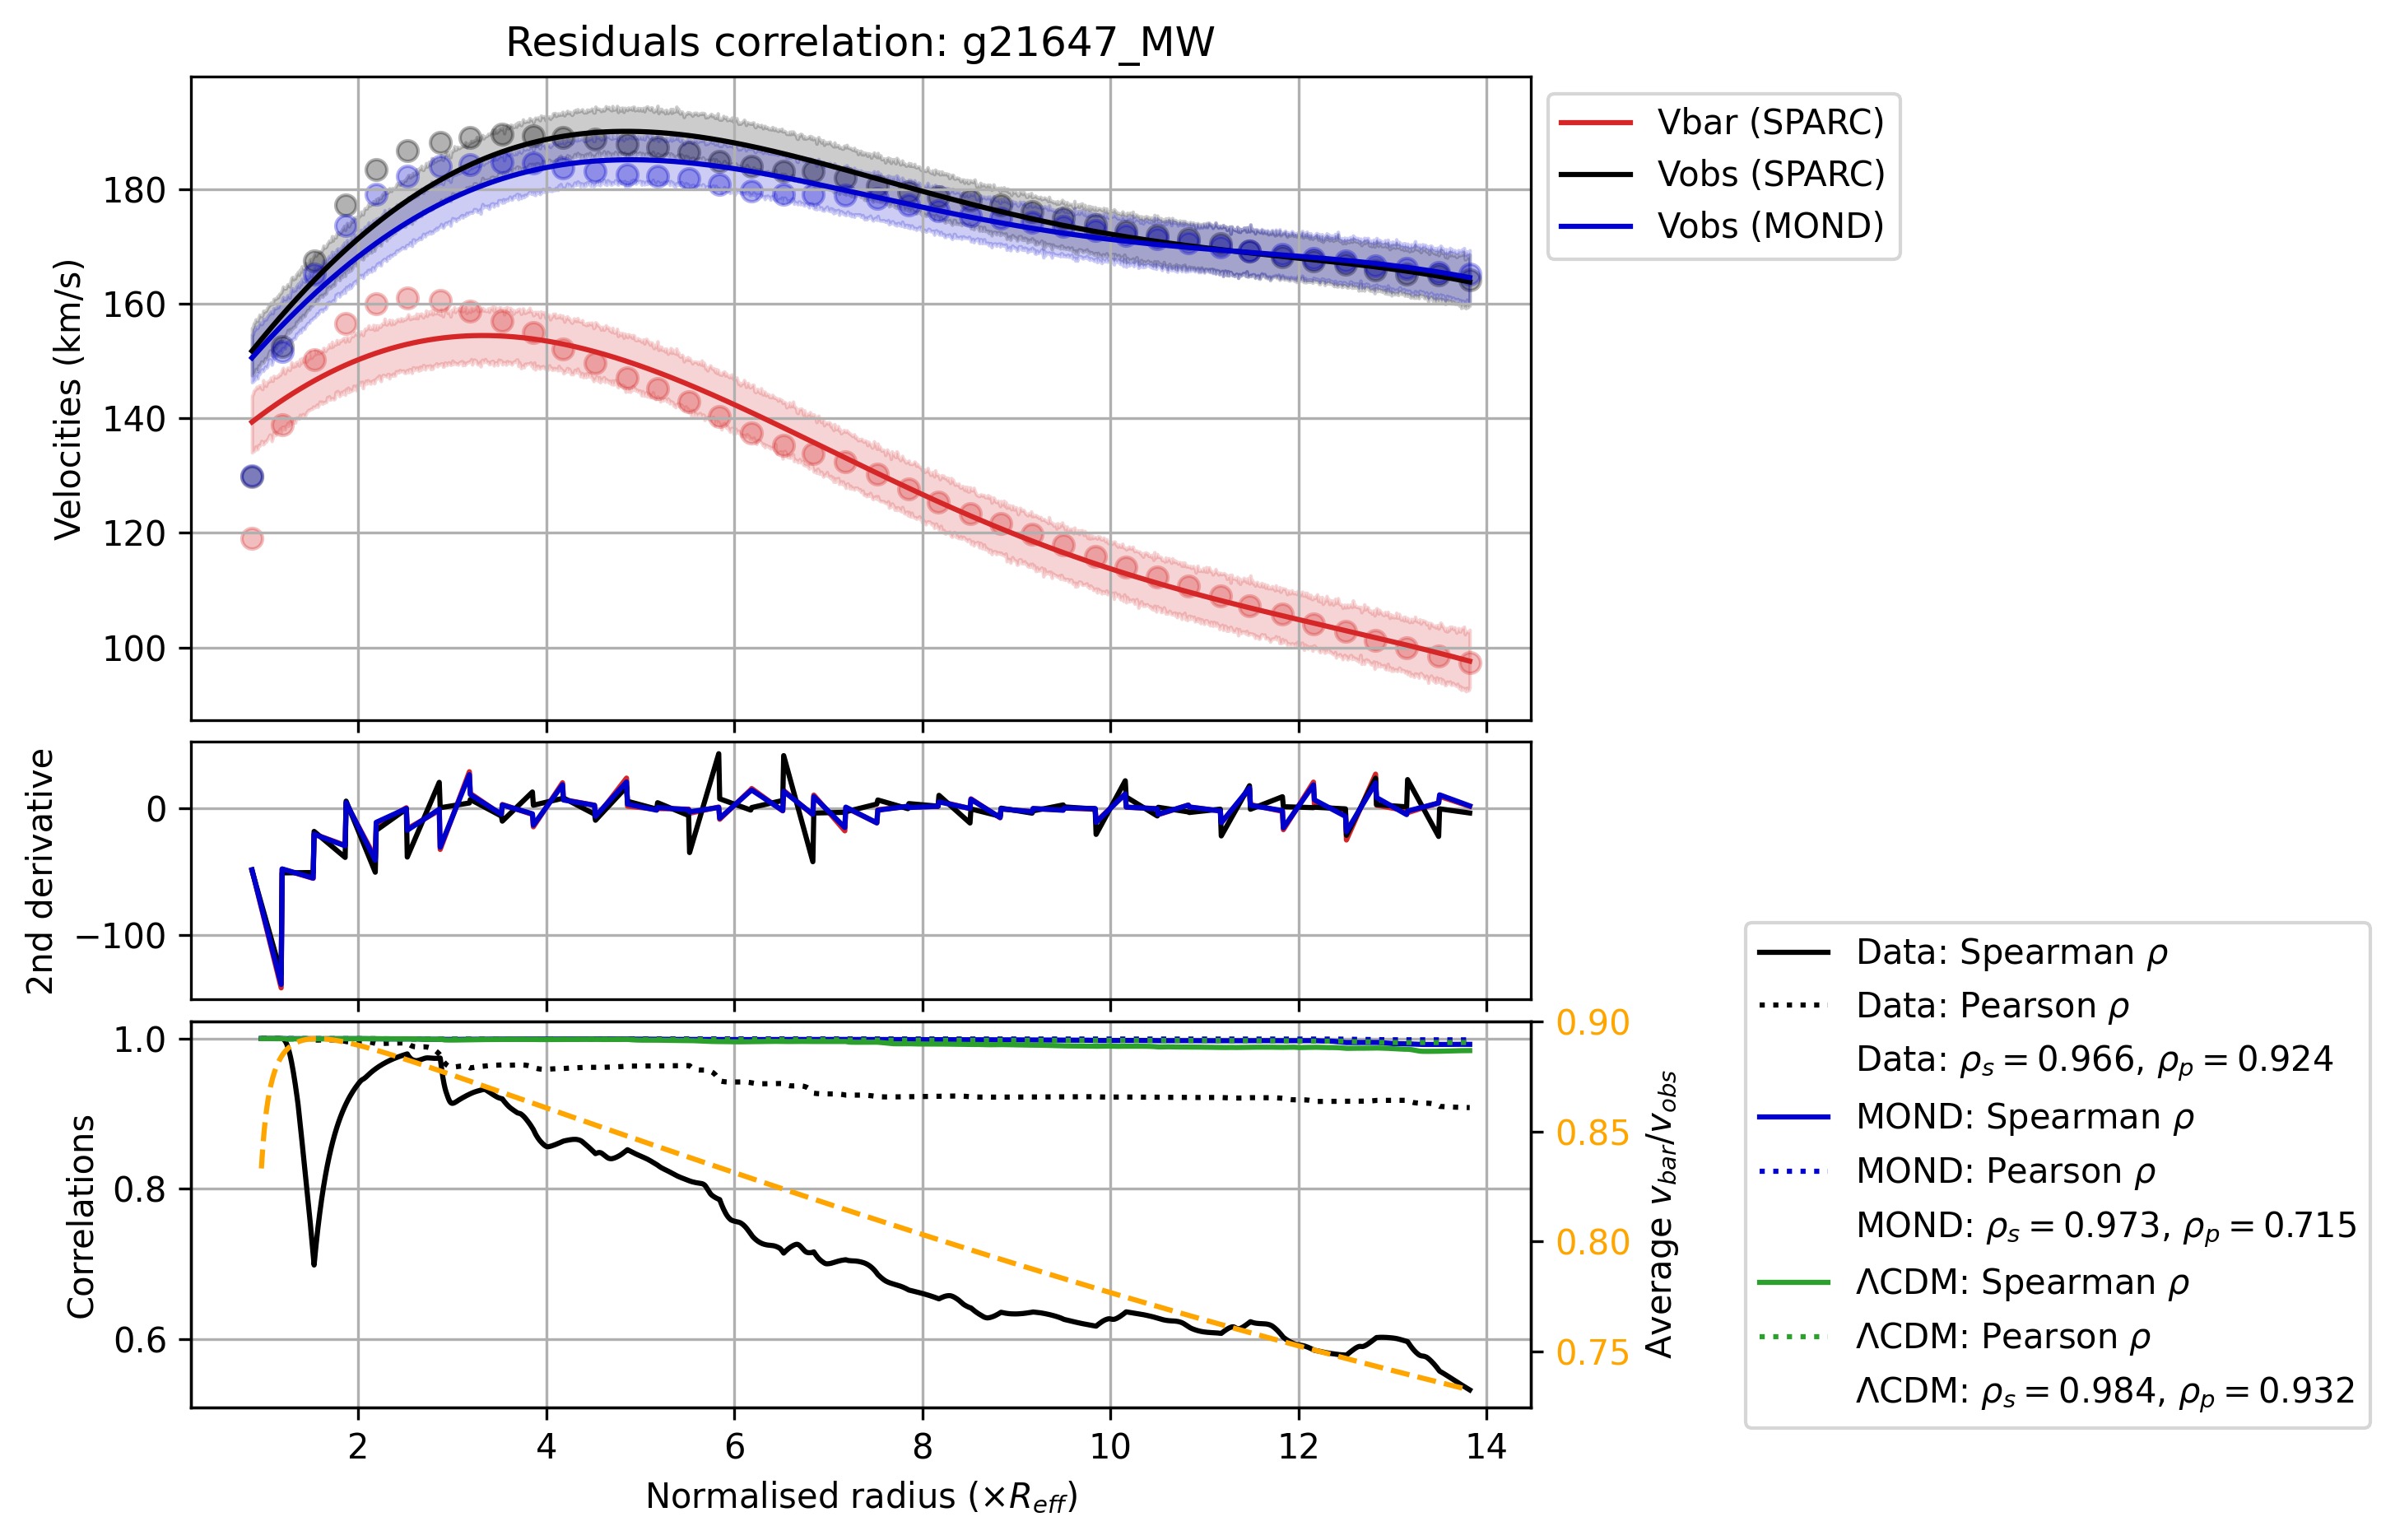 Residuals correlation: g21647_MW
Velocities (km/s)
180
160
140
120
100
Vbar (SPARC)
Vobs (SPARC)
Vobs (MOND)
2nd derivative
0
−100
Correlations
1.0
0.8
0.6
0.90
0.85
0.80
0.75
Average v_bar/v_obs
2 4 6 8 10 12 14
Normalised radius (×R_eff)
Data: Spearman ρ
Data: Pearson ρ
Data: ρ_s = 0.966, ρ_p = 0.924
MOND: Spearman ρ
MOND: Pearson ρ
MOND: ρ_s = 0.973, ρ_p = 0.715
ΛCDM: Spearman ρ
ΛCDM: Pearson ρ
ΛCDM: ρ_s = 0.984, ρ_p = 0.932